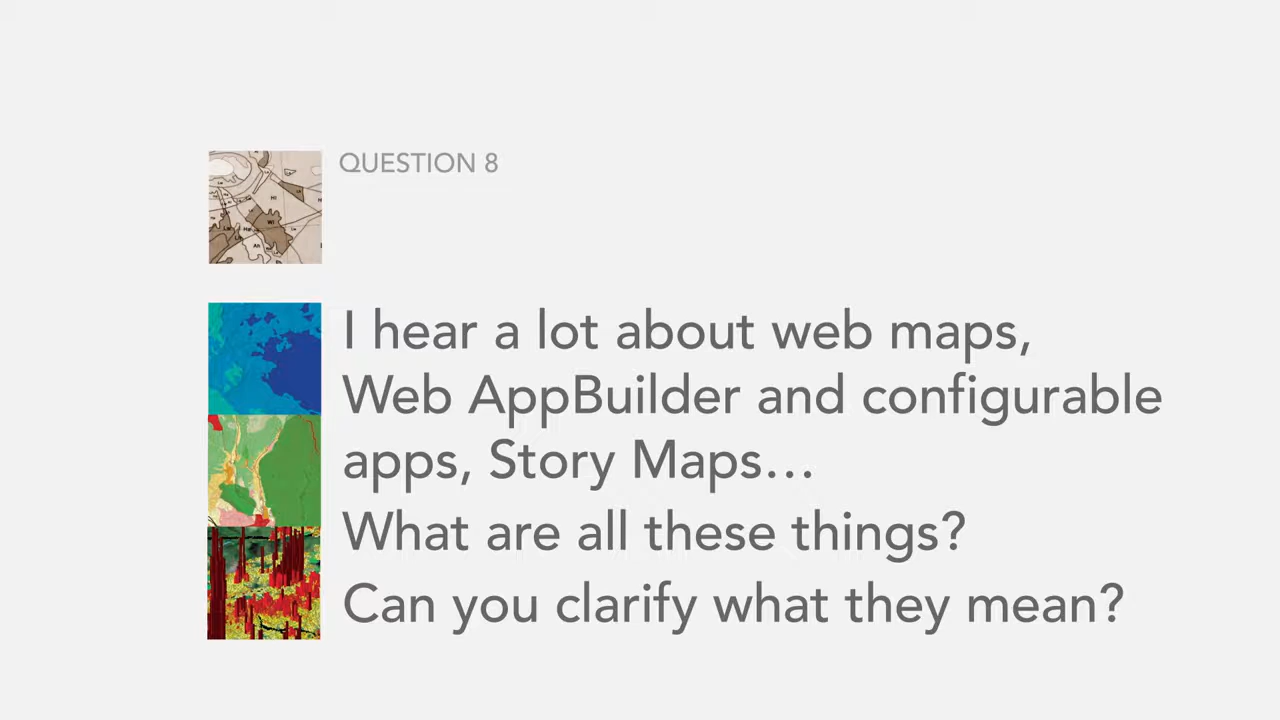 QUESTION 8
I hear a lot about web maps,
Web AppBuilder and configurable
apps, Story Maps…
What are all these things?
Can you clarify what they mean?